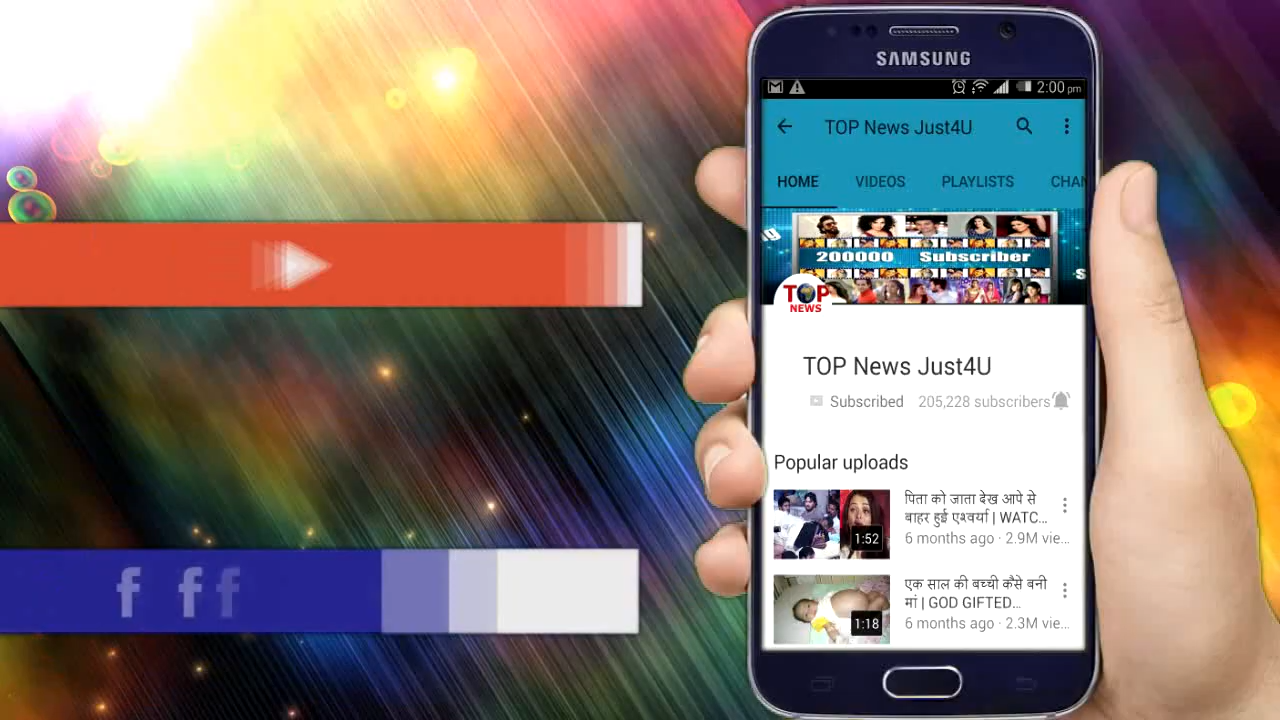 SAMSUNG
2:00 pm
TOP News Just4U
HOME VIDEOS PLAYLISTS CHAN
200000 Subscriber
TOP
NEWS
TOP News Just4U
Subscribed 205,228 subscribers
Popular uploads
पिता को जाता देख आपे से
बाहर हुई एश्वर्या | WATC...
6 months ago · 2.9M vie...
1:52
एक साल की बच्ची कैसे बनी
मां | GOD GIFTED...
6 months ago · 2.3M vie...
1:18
f f f